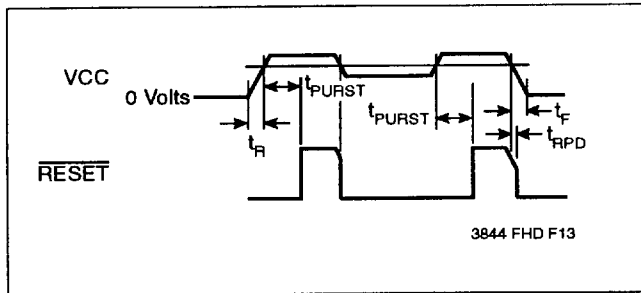 VCC
0 Volts
tPURST
tPURST
tR
tF
tRPD
RESET
3844 FHD F13